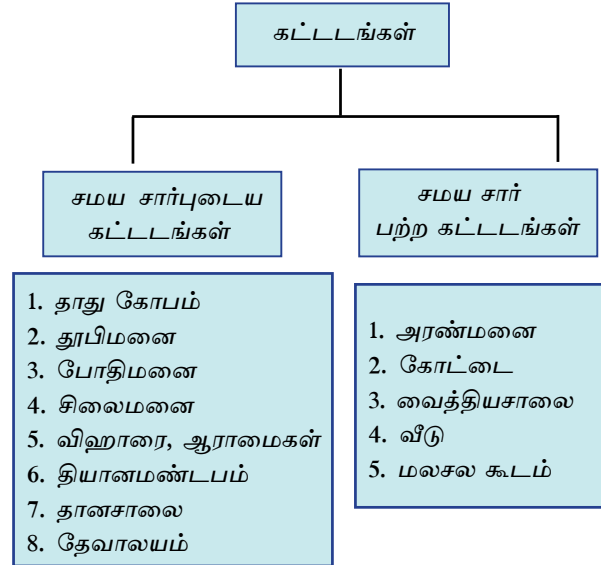 கட்டடங்கள்
சமய சார்புடைய
கட்டடங்கள்
சமய சார்
பற்ற கட்டடங்கள்
1. தாது கோபம்
2. தூபிமனை
3. போதிமனை
4. சிலைமனை
5. விஹாரை, ஆராமைகள்
6. தியானமண்டபம்
7. தானசாலை
8. தேவாலயம்
1. அரண்மனை
2. கோட்டை
3. வைத்தியசாலை
4. வீடு
5. மலசல கூடம்